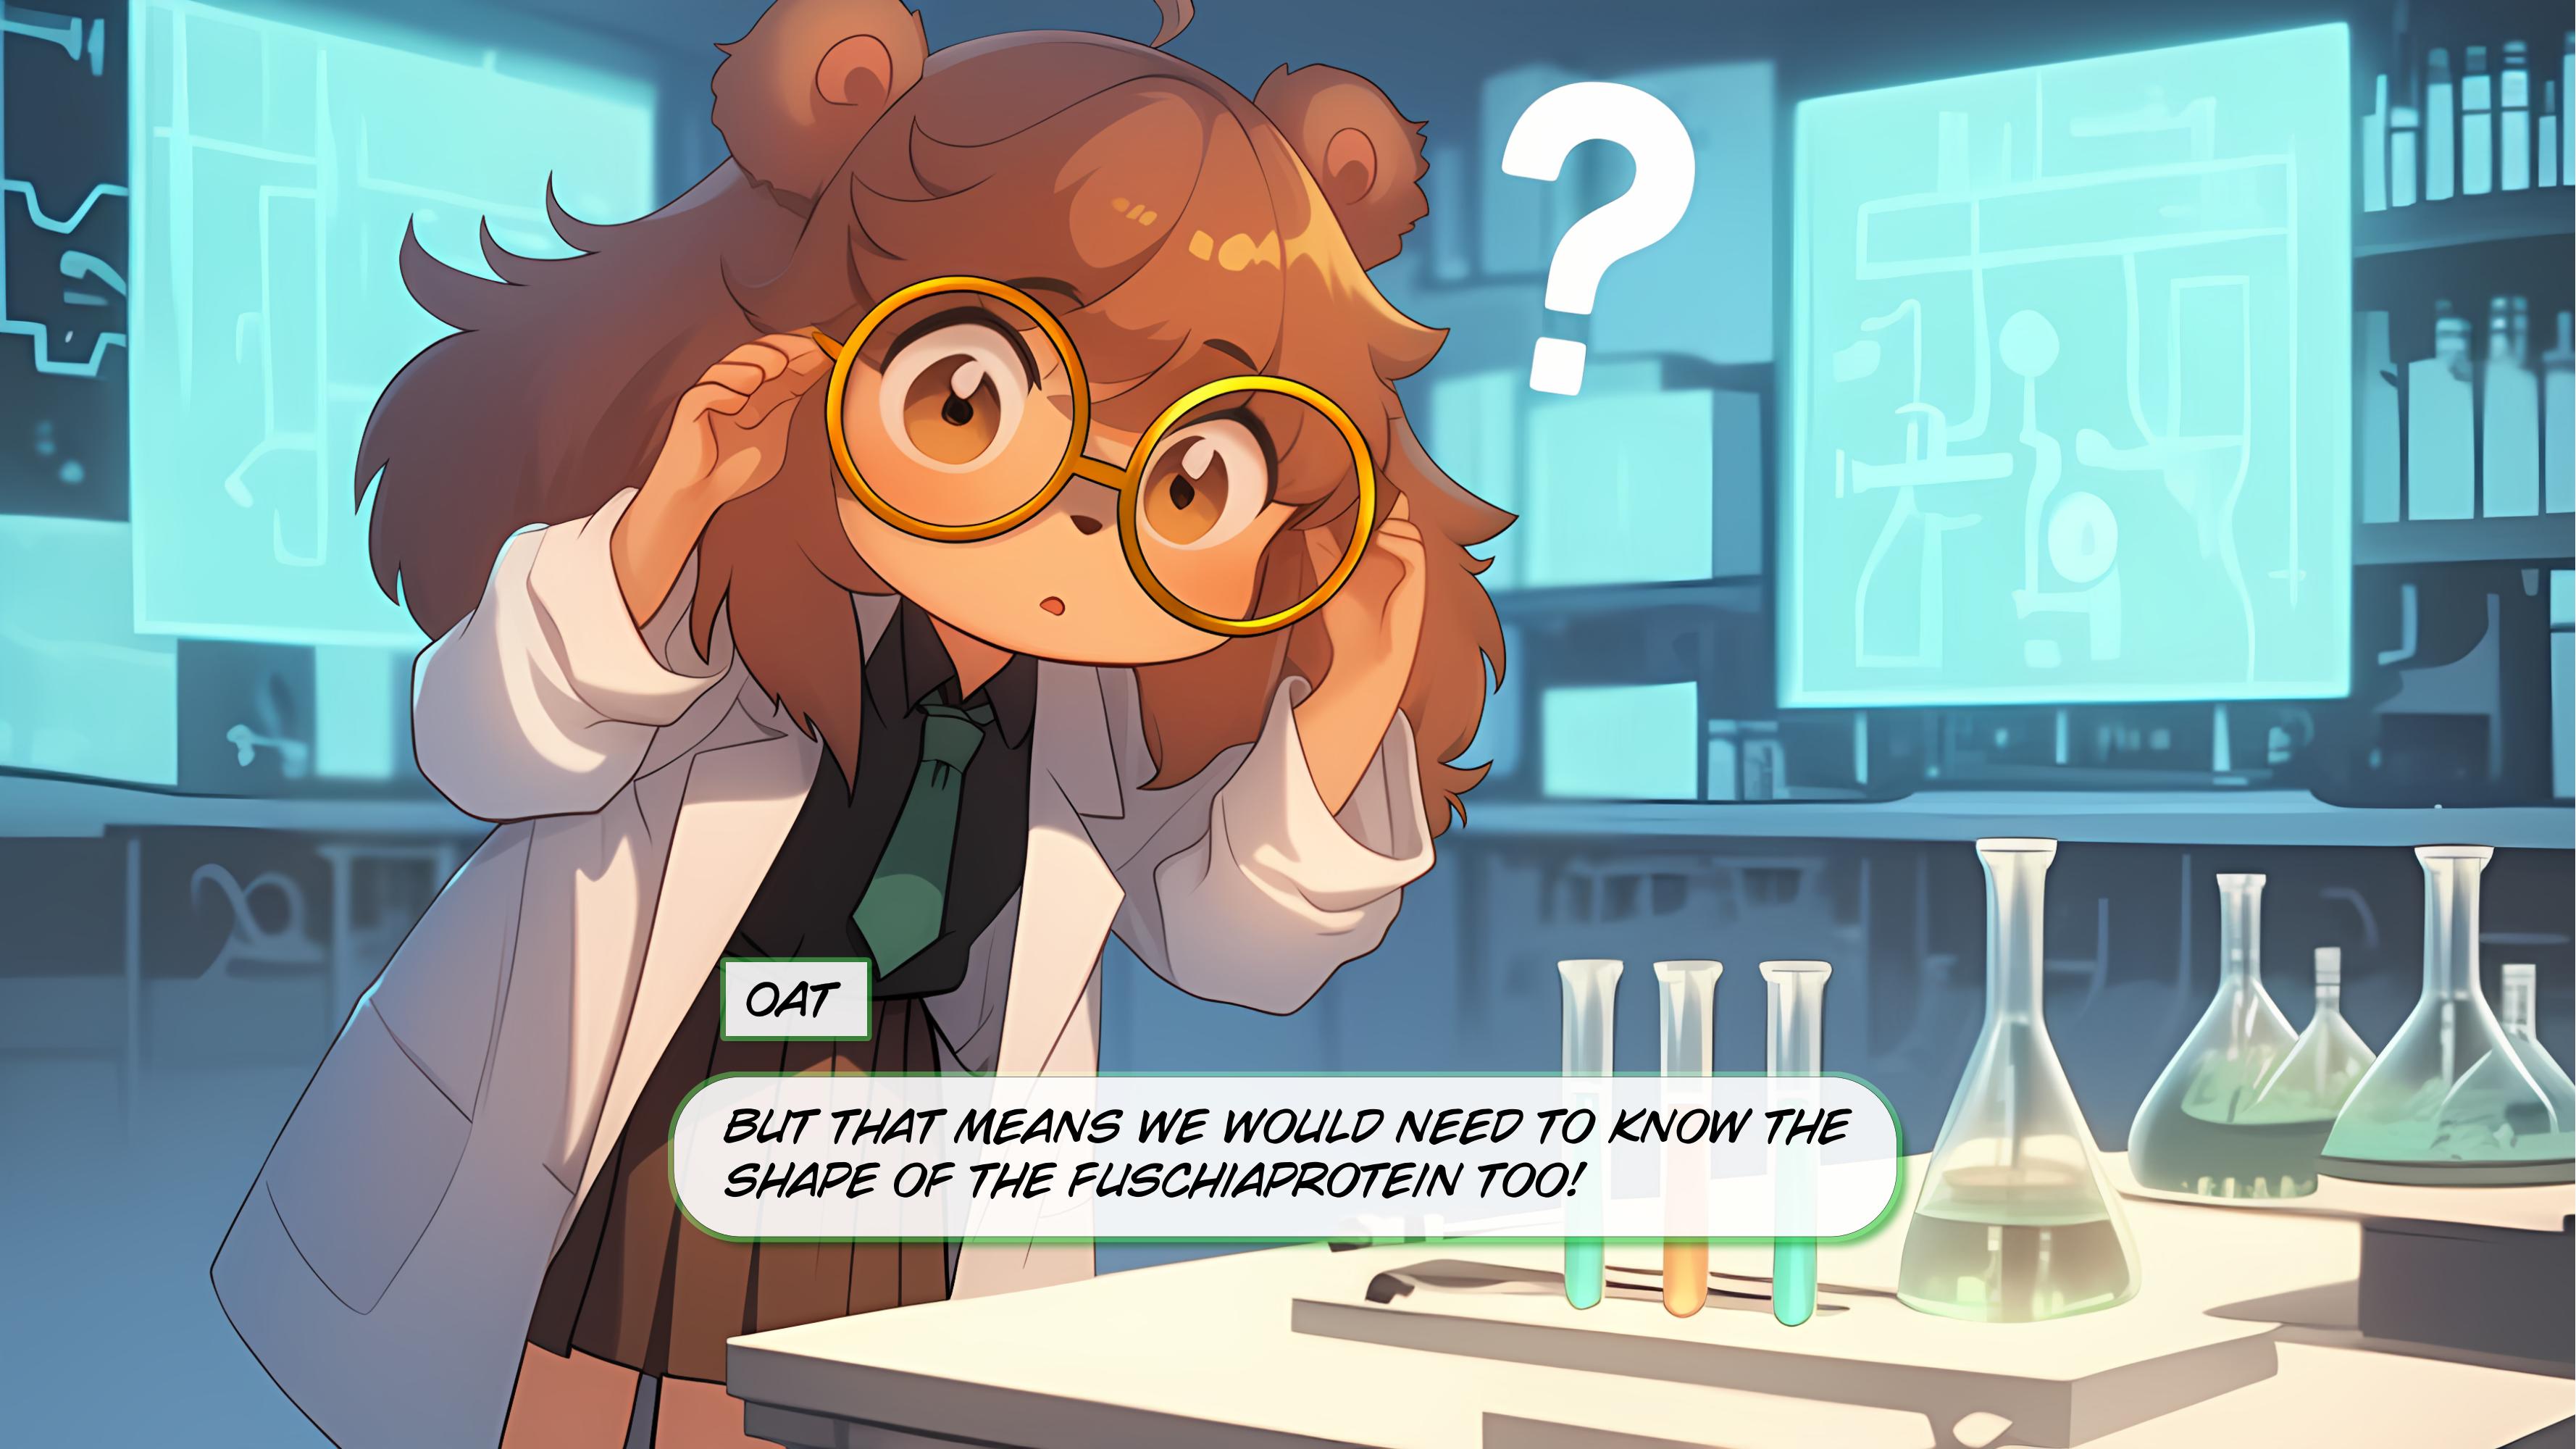 ?
OAT
BUT THAT MEANS WE WOULD NEED TO KNOW THE
SHAPE OF THE FUSCHIAPROTEIN TOO!